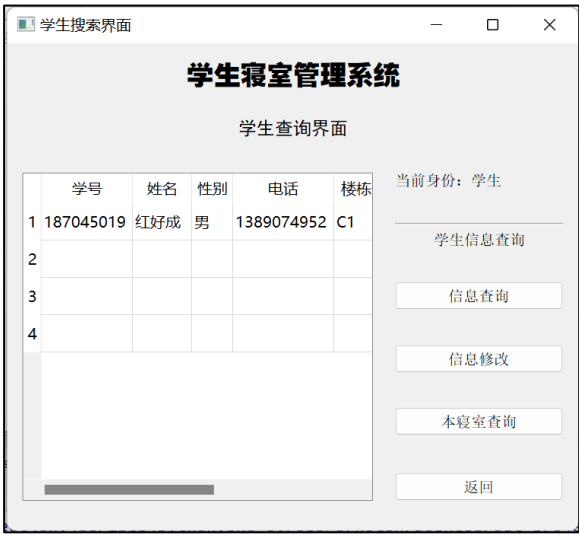 学生搜索界面
学生寝室管理系统
学生查询界面
学号 姓名 性别 电话 楼栋
1 187045019 红好成 男 1389074952 C1
2
3
4
当前身份：学生
学生信息查询
信息查询
信息修改
本寝室查询
返回